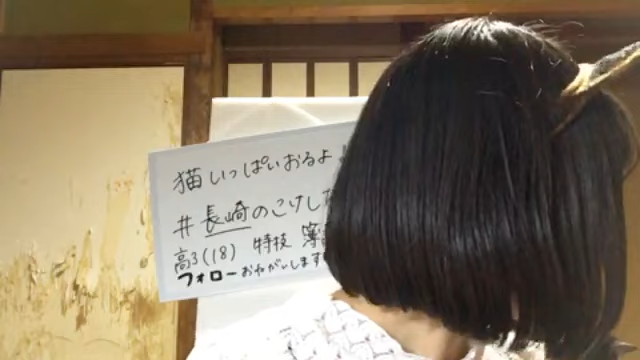 猫いっぱいおるよ
#長崎のこけし
高3(18) 特技 簿
フォローおねがいします